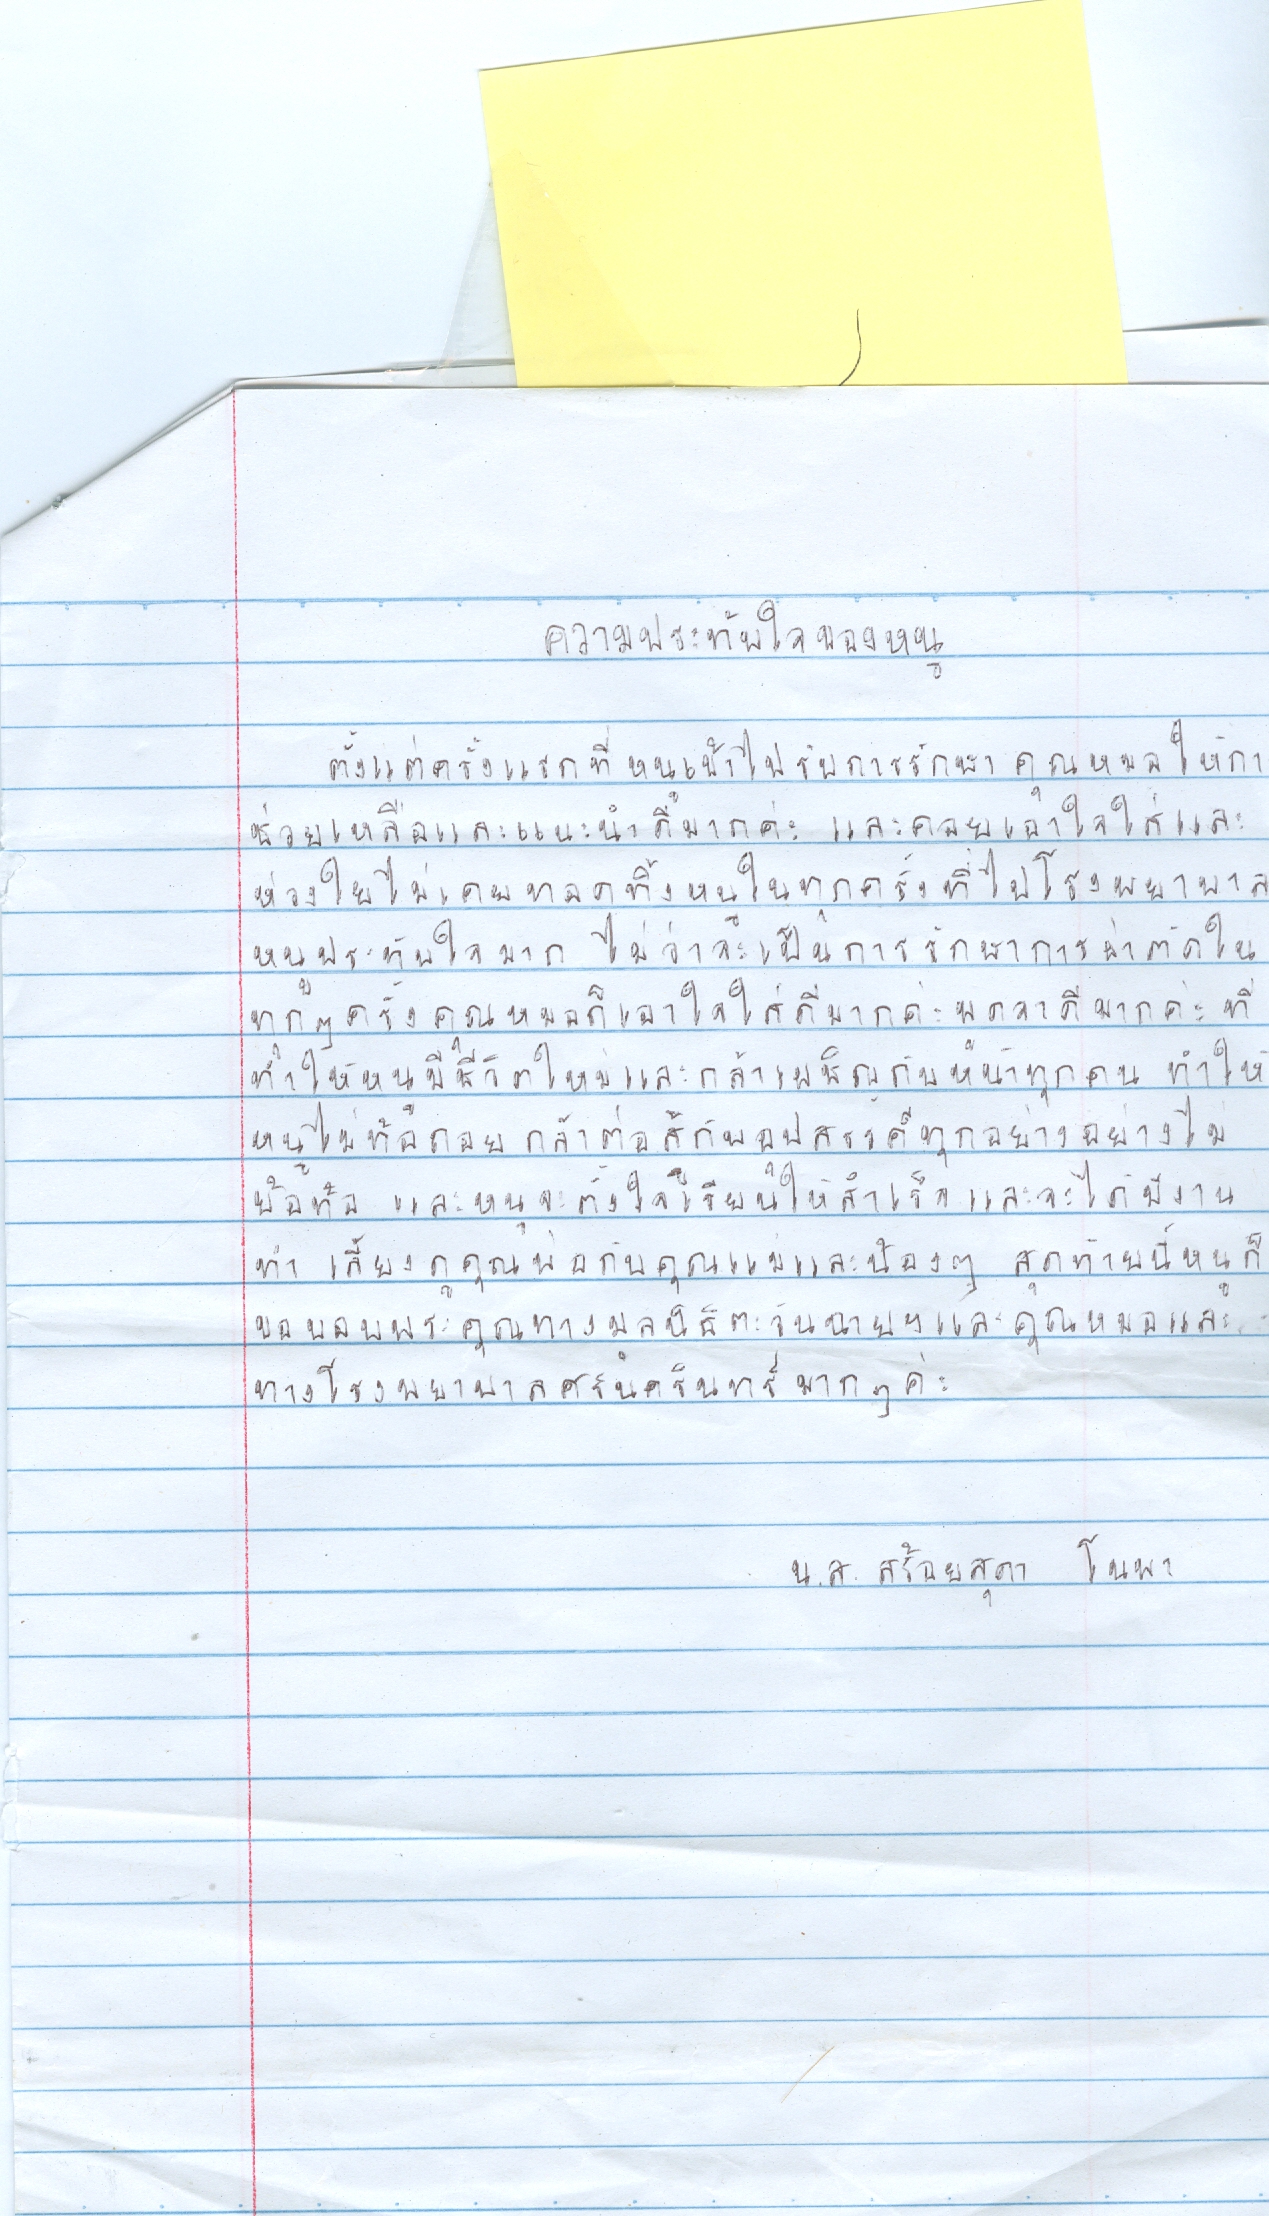 ความประทับใจของหนู
ตั้งแต่ครั้งแรกที่หนูเข้าไปรับการรักษา คุณหมอให้กา
ช่วยเหลือและแนะนำดีมากค่ะ และคอยเอาใจใส่และ
ห่วงใยไม่เคยทอดทิ้งหนูในทุกครั้งที่ไปโรงพยาบาล
หนูประทับใจมาก ไม่ว่าจะเป็นการรักษาการผ่าตัดใน
ทุกๆครั้งคุณหมอก็เอาใจใส่ดีมากค่ะพูดจาดีมากค่ะ ที่
ทำให้หนูมีชีวิตใหม่และกล้าเผชิญกับหน้าทุกคน ทำให้
หนูไม่ท้อถอย กล้าต่อสู้กับอุปสรรค์ทุกอย่างอย่างไม่
ย้อท้อ และหนูจะตั้งใจเรียนให้สำเร็จและจะได้มีงาน
ทำ เลี้ยงดูคุณพ่อกับคุณแม่และน้องๆ สุดท้ายนี้หนูก็
ขอบอบพระคุณทางมูลนิธิตะวันฉายฯและคุณหมอและ
ทางโรงพยาบาลศรีนครินทร์มากๆค่ะ
น.ส. สร้อยสุดา โนพา